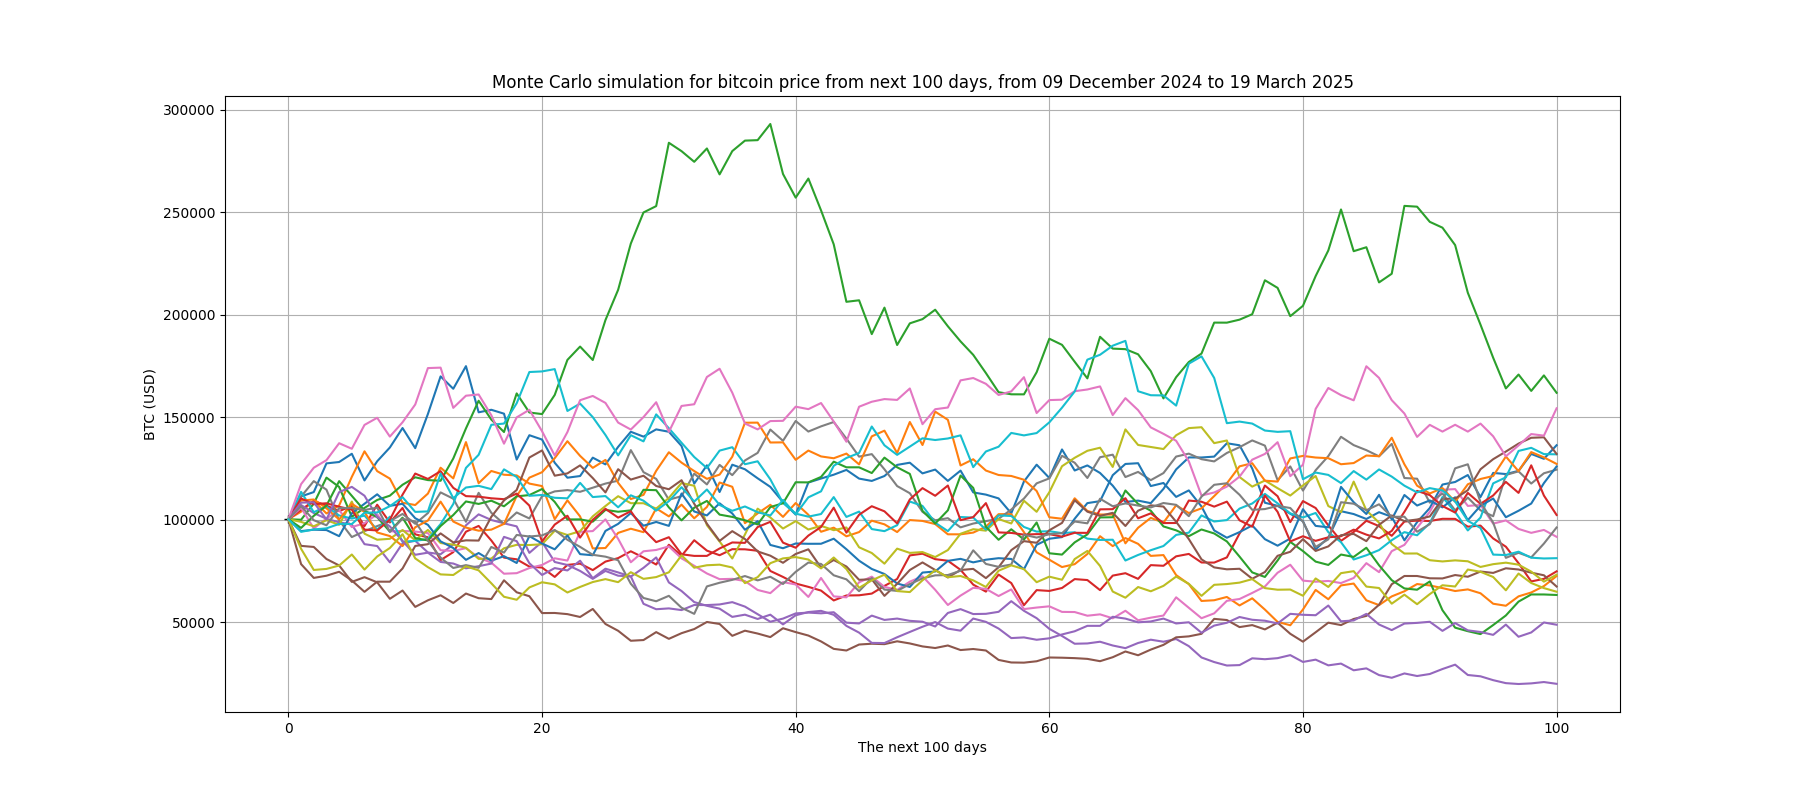 Monte Carlo simulation for bitcoin price from next 100 days, from 09 December 2024 to 19 March 2025
300000
250000
200000
150000
100000
50000
BTC (USD)
0 20 40 60 80 100
The next 100 days